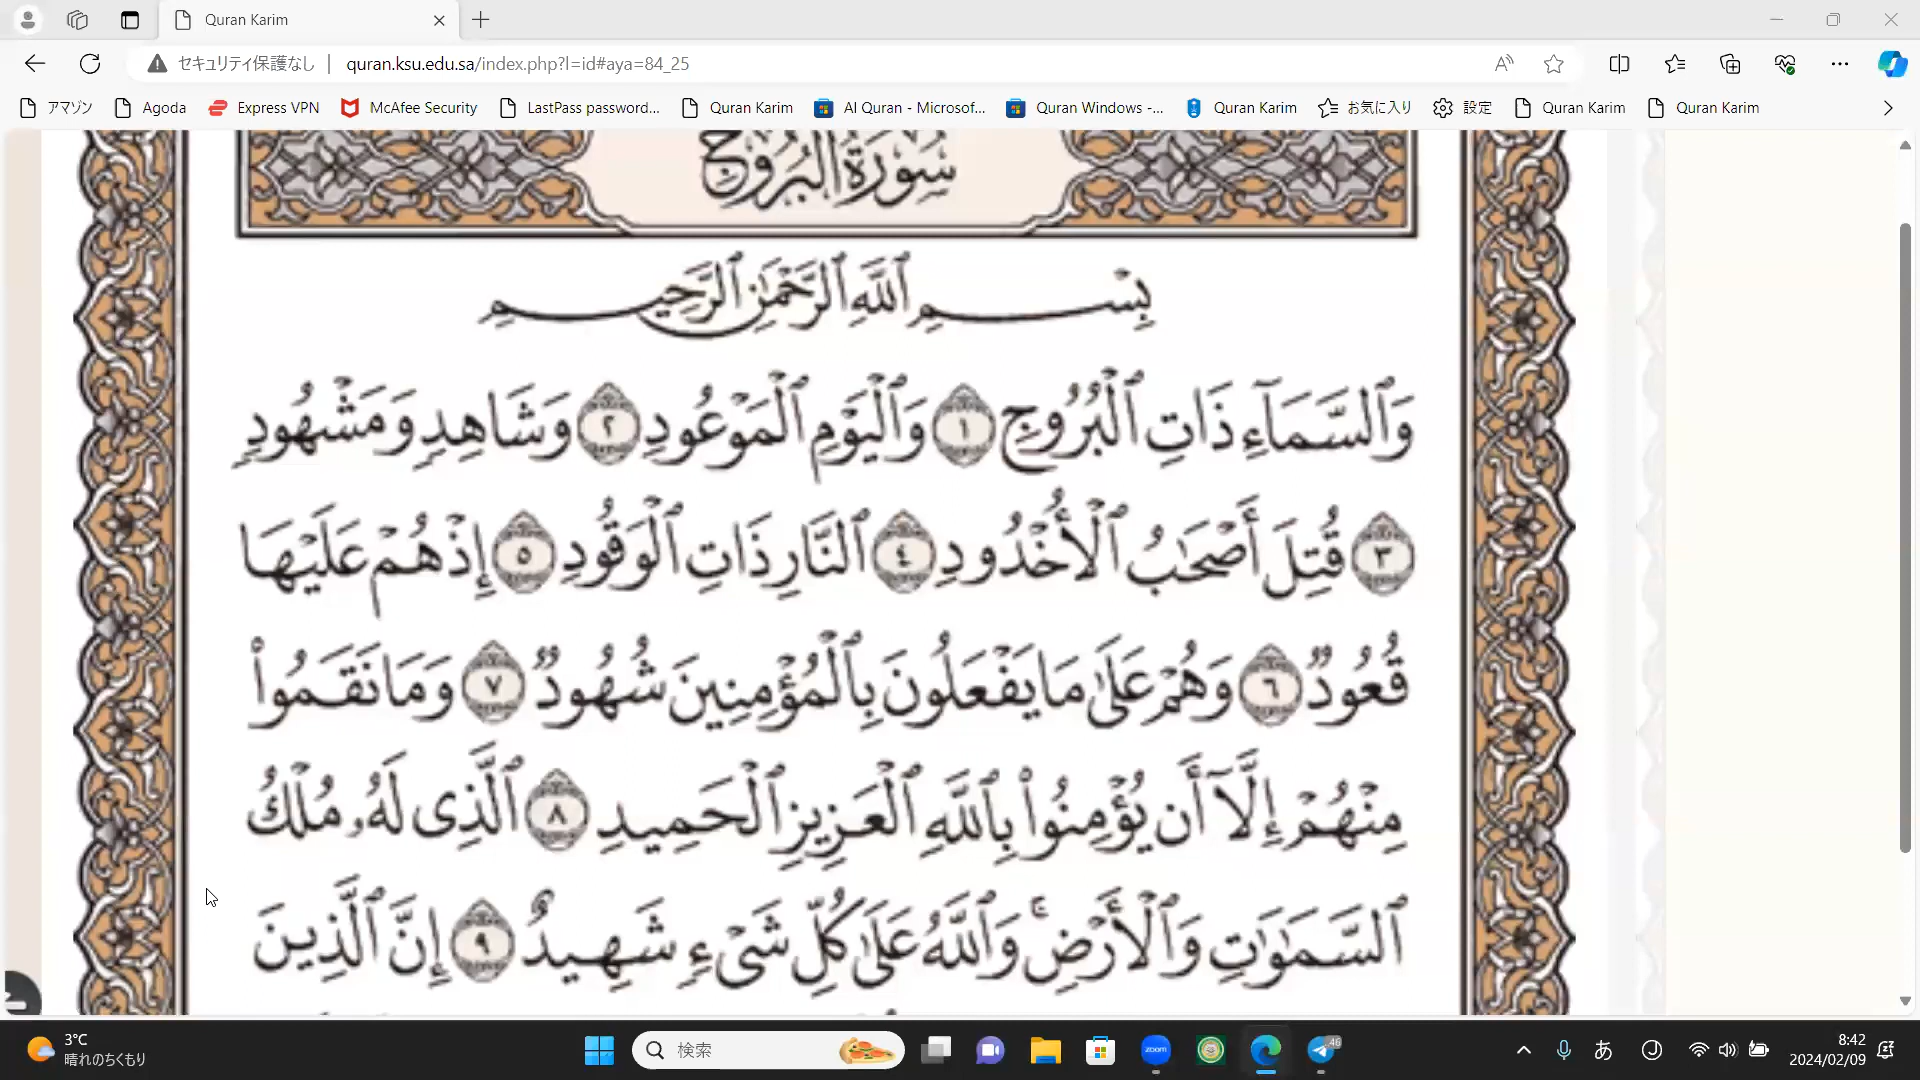 Quran Karim
セキュリティ保護なし
quran.ksu.edu.sa/index.php?l=id#aya=84_25
アマゾン Agoda Express VPN McAfee Security LastPass password... Quran Karim AI Quran - Microsof... Quran Windows -... Quran Karim お気に入り 設定 Quran Karim Quran Karim
سُورَةُ البُرُوجِ
بِسْمِ ٱللَّهِ ٱلرَّحْمَٰنِ ٱلرَّحِيمِ
وَٱلسَّمَآءِ ذَاتِ ٱلْبُرُوجِ ١ وَٱلْيَوْمِ ٱلْمَوْعُودِ ٢ وَشَاهِدٍ وَمَشْهُودٍ
٣ قُتِلَ أَصْحَٰبُ ٱلْأُخْدُودِ ٤ ٱلنَّارِ ذَاتِ ٱلْوَقُودِ ٥ إِذْ هُمْ عَلَيْهَا
قُعُودٌ ٦ وَهُمْ عَلَىٰ مَا يَفْعَلُونَ بِٱلْمُؤْمِنِينَ شُهُودٌ ٧ وَمَا نَقَمُوا۟
مِنْهُمْ إِلَّآ أَن يُؤْمِنُوا۟ بِٱللَّهِ ٱلْعَزِيزِ ٱلْحَمِيدِ ٨ ٱلَّذِى لَهُۥ مُلْكُ
ٱلسَّمَٰوَٰتِ وَٱلْأَرْضِ ۚ وَٱللَّهُ عَلَىٰ كُلِّ شَىْءٍ شَهِيدٌ ٩ إِنَّ ٱلَّذِينَ
3°C
晴れのちくもり
検索
zoom
46
あ
8:42
2024/02/09